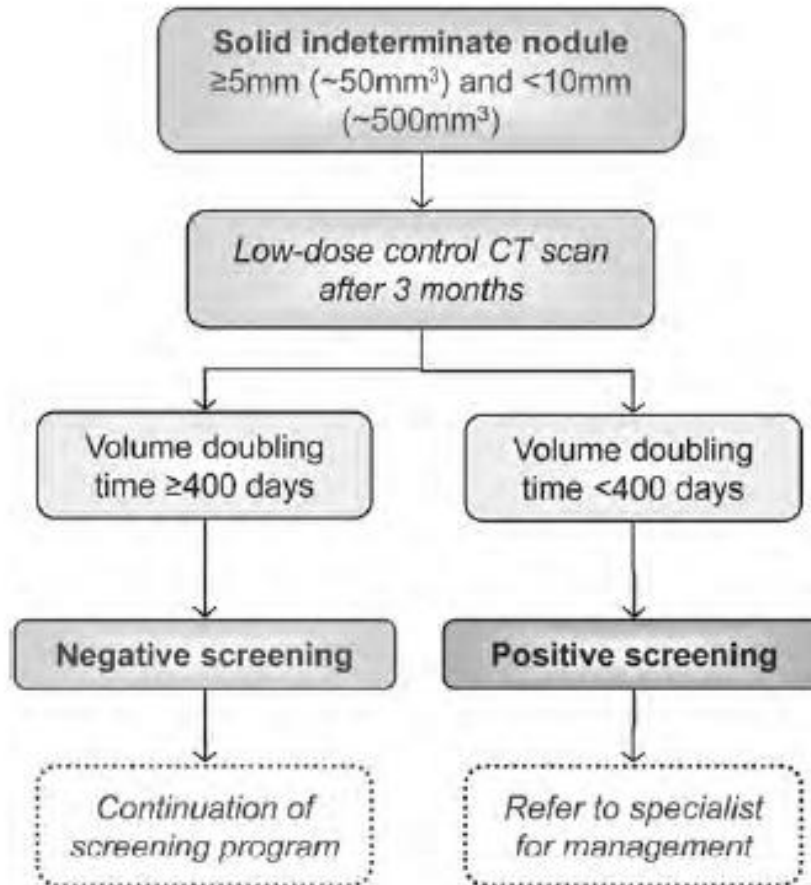 Solid indeterminate nodule
≥5mm (~50mm³) and <10mm
(~500mm³)
Low-dose control CT scan
after 3 months
Volume doubling
time ≥400 days
Volume doubling
time <400 days
Negative screening
Positive screening
Continuation of
screening program
Refer to specialist
for management